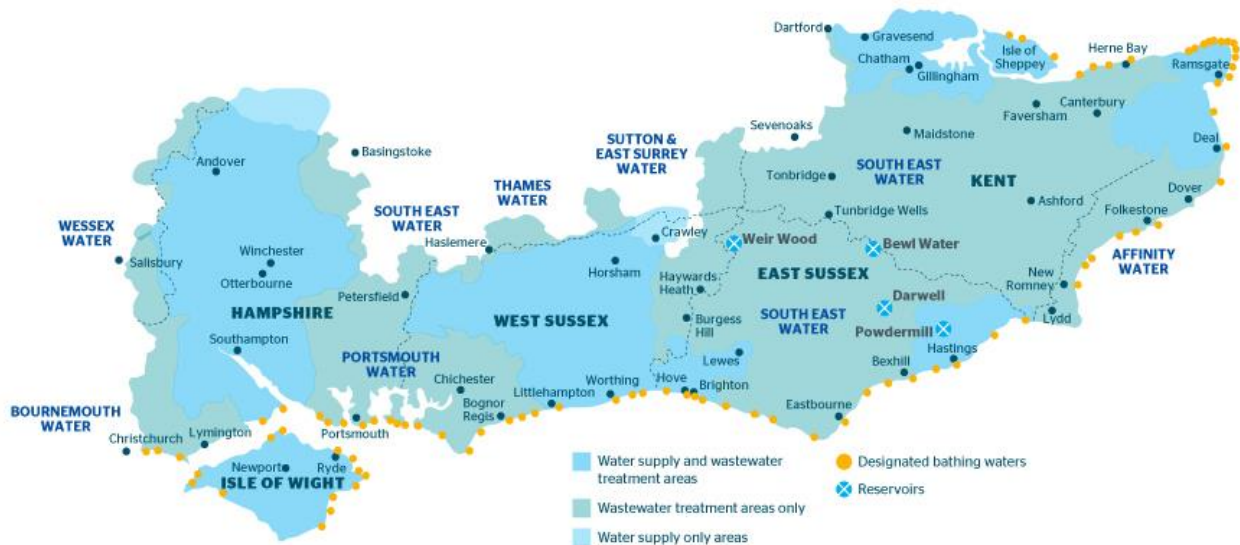 Dartford
Gravesend
Isle of
Sheppey
Herne Bay
Chatham
Gillingham
Ramsgate
Canterbury
Faversham
Sevenoaks
Maidstone
SUTTON &
EAST SURREY
WATER
Basingstoke
Andover
Deal
THAMES
WATER
Tonbridge
SOUTH EAST
WATER
KENT
Dover
SOUTH EAST
WATER
Ashford
Folkestone
Tunbridge Wells
WESSEX
WATER
Salisbury
Winchester
Otterbourne
Haslemere
Crawley
Weir Wood
Bewl Water
AFFINITY
WATER
Horsham
Haywards
Heath
EAST SUSSEX
New
Romney
Petersfield
HAMPSHIRE
WEST SUSSEX
Darwell
Burgess
Hill
SOUTH EAST
WATER
Powdermill
Lydd
Southampton
PORTSMOUTH
WATER
Lewes
Hastings
Bexhill
Chichester
Littlehampton
Worthing
Hove
Brighton
BOURNEMOUTH
WATER
Bognor
Regis
Eastbourne
Christchurch
Lymington
Portsmouth
Newport
Ryde
ISLE OF WIGHT
Water supply and wastewater
treatment areas
Wastewater treatment areas only
Water supply only areas
Designated bathing waters
Reservoirs